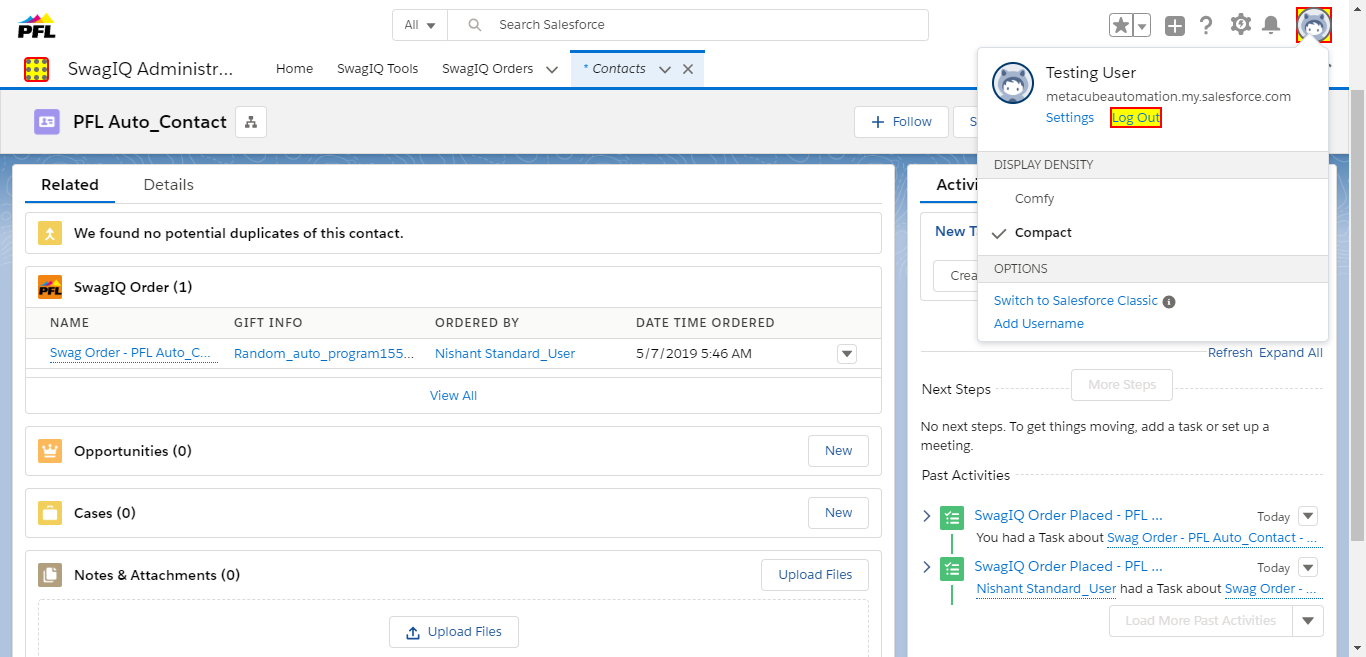 PFL
All
Search Salesforce
SwagIQ Administr...
Home
SwagIQ Tools
SwagIQ Orders
* Contacts
PFL Auto_Contact
Follow
S
Testing User
metacubeautomation.my.salesforce.com
Settings
Log Out
DISPLAY DENSITY
Comfy
Compact
OPTIONS
Switch to Salesforce Classic
Add Username
Related
Details
We found no potential duplicates of this contact.
PFL
SwagIQ Order (1)
NAME
GIFT INFO
ORDERED BY
DATE TIME ORDERED
Swag Order - PFL Auto_C...
Random_auto_program155...
Nishant Standard_User
5/7/2019 5:46 AM
View All
Opportunities (0)
New
Cases (0)
New
Notes & Attachments (0)
Upload Files
Upload Files
Activi
New T
Crea
Refresh
Expand All
Next Steps
More Steps
No next steps. To get things moving, add a task or set up a
meeting.
Past Activities
SwagIQ Order Placed - PFL ...
Today
You had a Task about Swag Order - PFL Auto_Contact - ...
SwagIQ Order Placed - PFL ...
Today
Nishant Standard_User had a Task about Swag Order - ...
Load More Past Activities